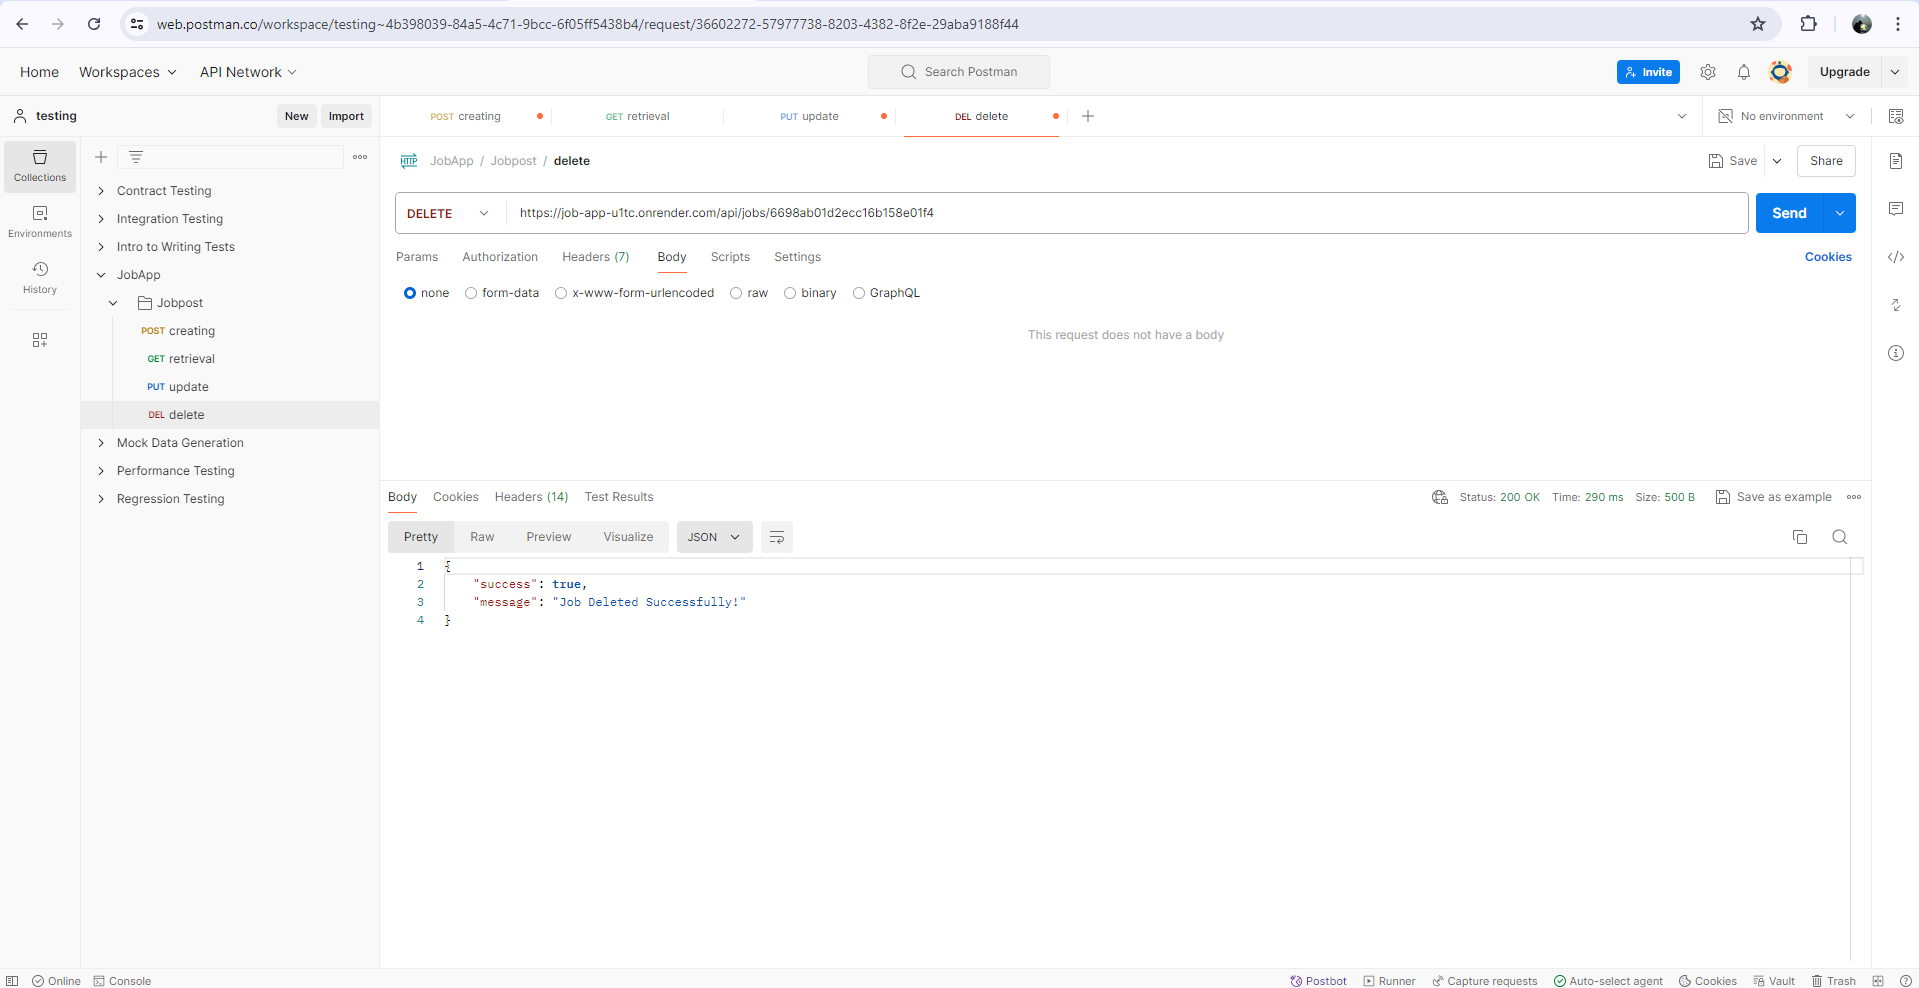 web.postman.co/workspace/testing~4b398039-84a5-4c71-9bcc-6f05ff5438b4/request/36602272-57977738-8203-4382-8f2e-29aba9188f44
Home Workspaces API Network Search Postman Invite Upgrade
testing New Import POST creating GET retrieval PUT update DEL delete No environment
Collections
Environments
History
Contract Testing
Integration Testing
Intro to Writing Tests
JobApp
Jobpost
POST creating
GET retrieval
PUT update
DEL delete
Mock Data Generation
Performance Testing
Regression Testing
HTTP JobApp / Jobpost / delete Save Share
DELETE https://job-app-u1tc.onrender.com/api/jobs/6698ab01d2ecc16b158e01f4 Send
Params Authorization Headers (7) Body Scripts Settings Cookies
none form-data x-www-form-urlencoded raw binary GraphQL
This request does not have a body
Body Cookies Headers (14) Test Results Status: 200 OK Time: 290 ms Size: 500 B Save as example
Pretty Raw Preview Visualize JSON
1 {
2 "success": true,
3 "message": "Job Deleted Successfully!"
4 }
Online Console Postbot Runner Capture requests Auto-select agent Cookies Vault Trash